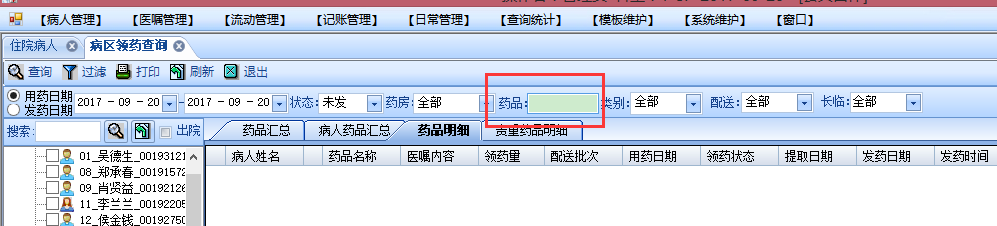 【病人管理】 【医嘱管理】 【流动管理】 【记账管理】 【日常管理】 【查询统计】 【模板维护】 【系统维护】 【窗口】
住院病人 病区领药查询
查询 过滤 打印 刷新 退出
用药日期
发药日期
2017 - 09 - 20 - 2017 - 09 - 20 状态: 未发 药房: 全部 药品: 类别: 全部 配送: 全部 长临: 全部
搜索: 出院 药品汇总 病人药品汇总 药品明细 贵重药品明细
病人姓名 药品名称 医嘱内容 领药量 配送批次 用药日期 领药状态 提取日期 发药日期 发药时间
01_吴德生_00193121
08_郑承春_00191572
09_肖贤益_00192126
11_李兰兰_00192205
12_侯金钱_00192750